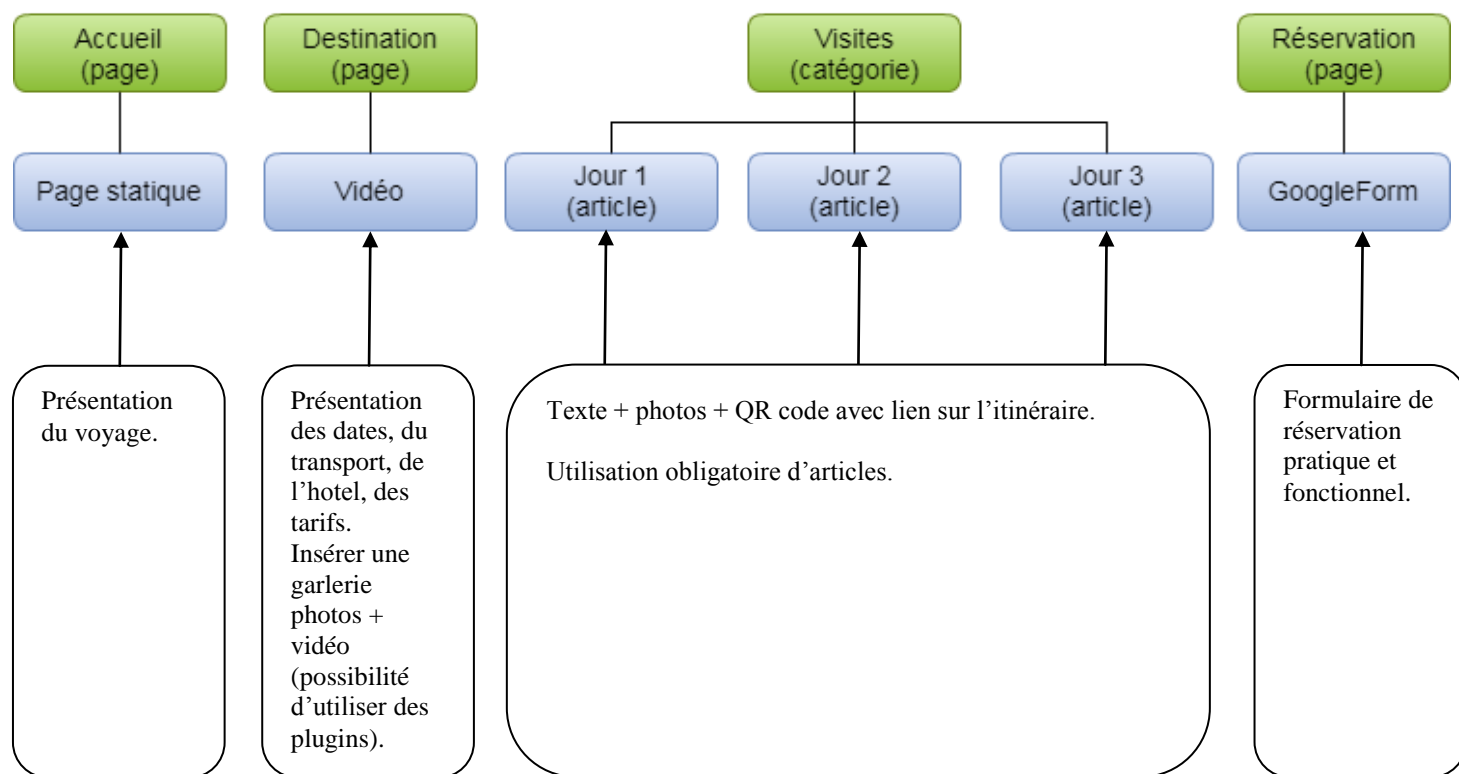 Accueil
(page)
Destination
(page)
Visites
(catégorie)
Réservation
(page)
Page statique
Vidéo
Jour 1
(article)
Jour 2
(article)
Jour 3
(article)
GoogleForm
Présentation
du voyage.
Présentation
des dates, du
transport, de
l’hotel, des
tarifs.
Insérer une
garlerie
photos +
vidéo
(possibilité
d’utiliser des
plugins).
Texte + photos + QR code avec lien sur l’itinéraire.
Utilisation obligatoire d’articles.
Formulaire de
réservation
pratique et
fonctionnel.